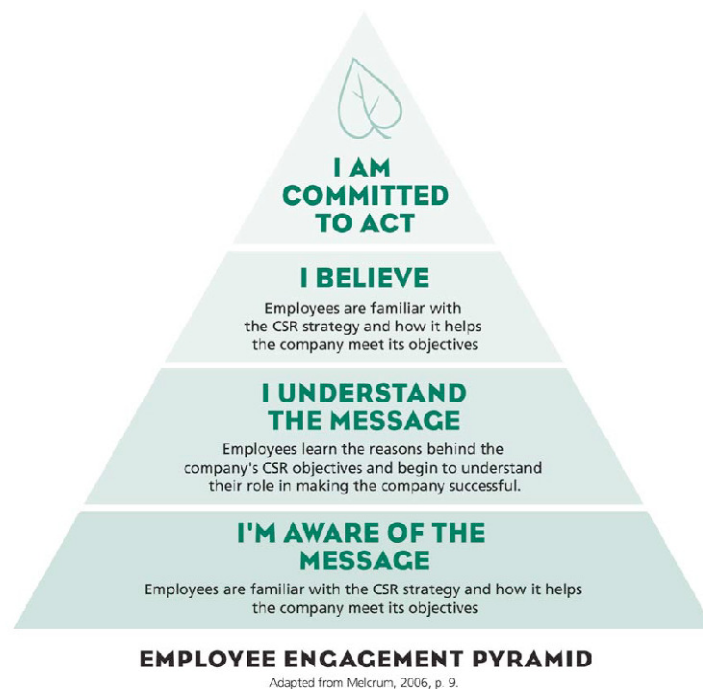 I AM
COMMITTED
TO ACT
I BELIEVE
Employees are familiar with
the CSR strategy and how it helps
the company meet its objectives
I UNDERSTAND
THE MESSAGE
Employees learn the reasons behind the
company's CSR objectives and begin to understand
their role in making the company successful.
I'M AWARE OF THE
MESSAGE
Employees are familiar with the CSR strategy and how it helps
the company meet its objectives
EMPLOYEE ENGAGEMENT PYRAMID
Adapted from Melcrum, 2006, p. 9.